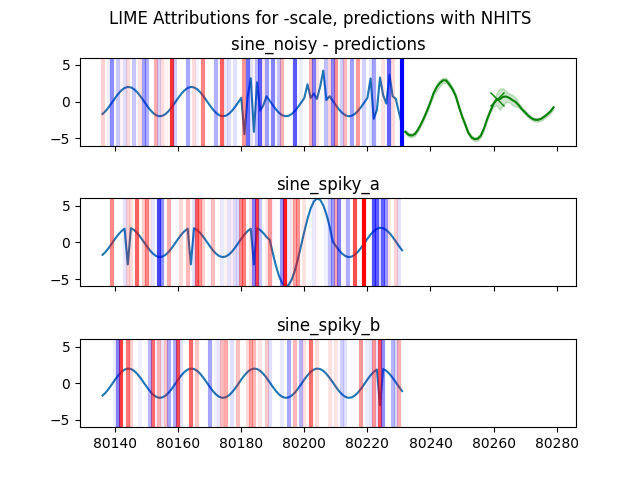 LIME Attributions for -scale, predictions with NHITS
sine_noisy - predictions
5
0
−5
sine_spiky_a
5
0
−5
sine_spiky_b
5
0
−5
80140 80160 80180 80200 80220 80240 80260 80280